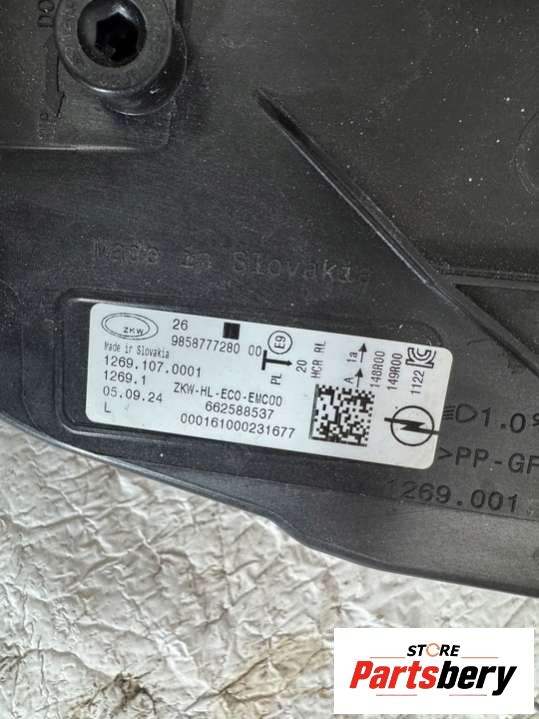 Made in Slovakia
ZKW
26
9858777280 00
Made in Slovakia
1269.107.0001
1269.1
ZKW-HL-ECO-EMC00
05.09.24
662588537
L
000161000231677
E9
PL
20
HCR RL
A
1a
148R00
149R00
1122
1.0%
>PP-GF
1269.001
STORE
Partsbery